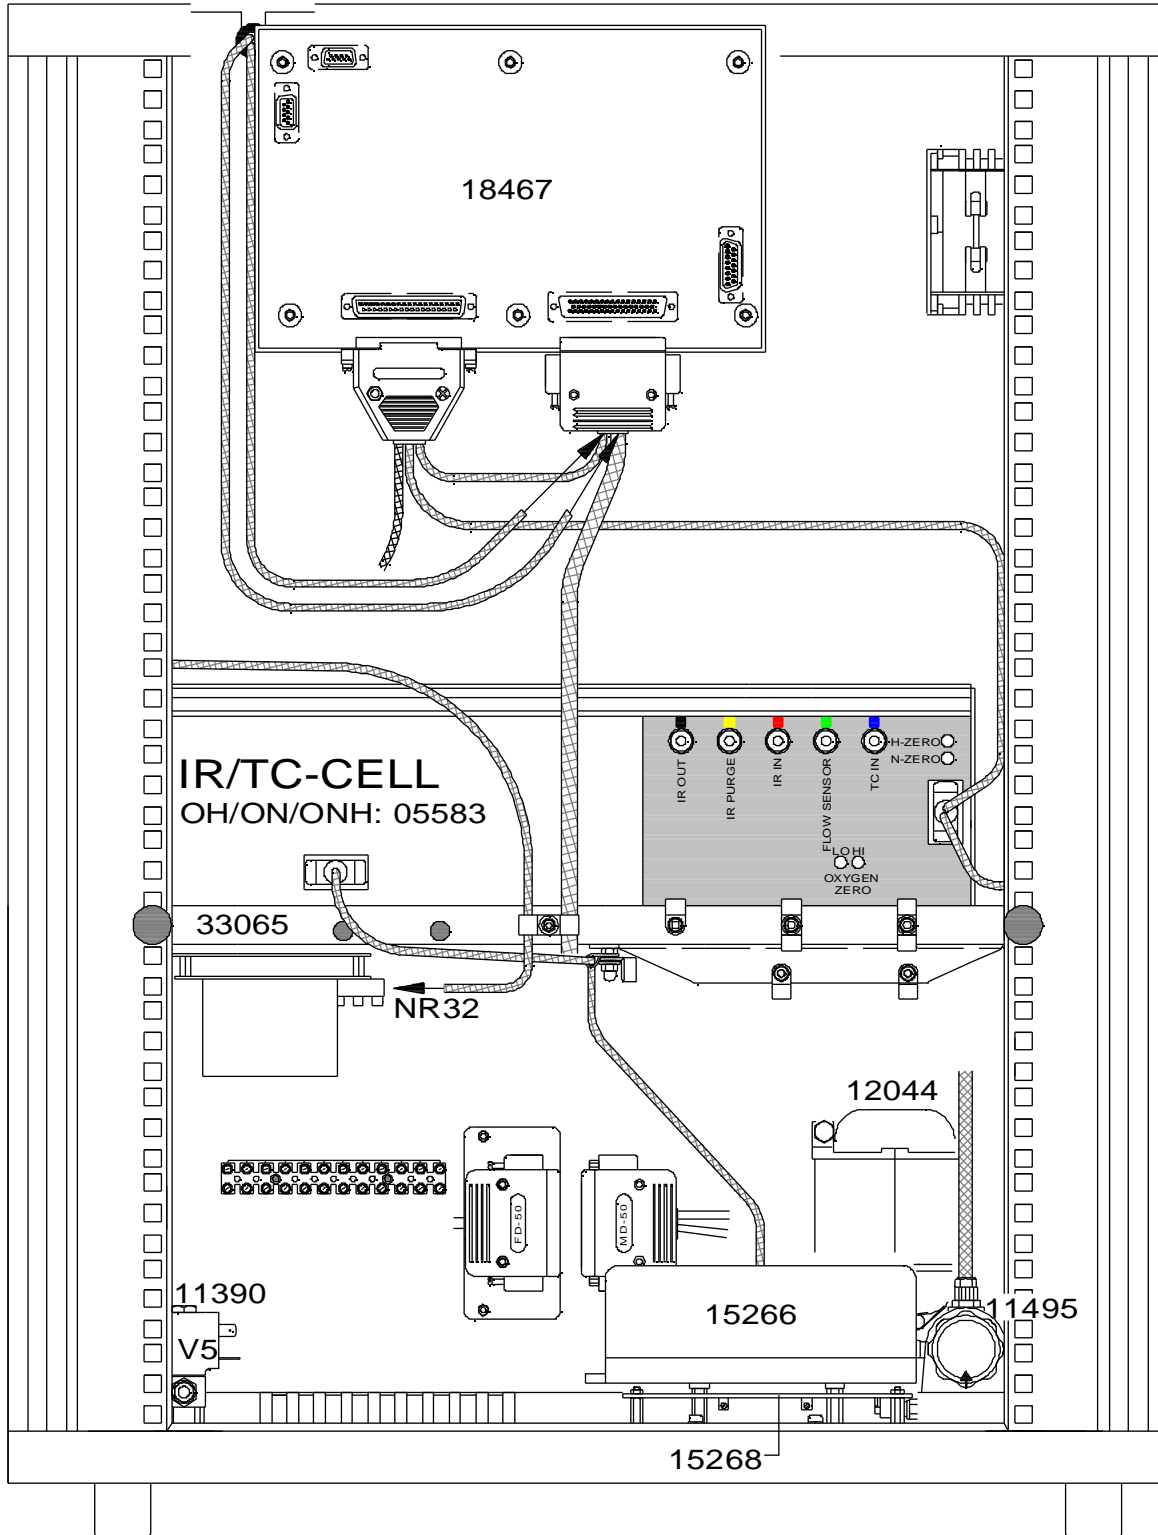 18467
IR/TC-CELL
OH/ON/ONH: 05583
IR OUT
IR PURGE
IR IN
FLOW SENSOR
TC IN
H-ZERO
N-ZERO
LO HI
OXYGEN
ZERO
33065
NR32
12044
FD-50
MD-50
11390
V5
15266
11495
15268